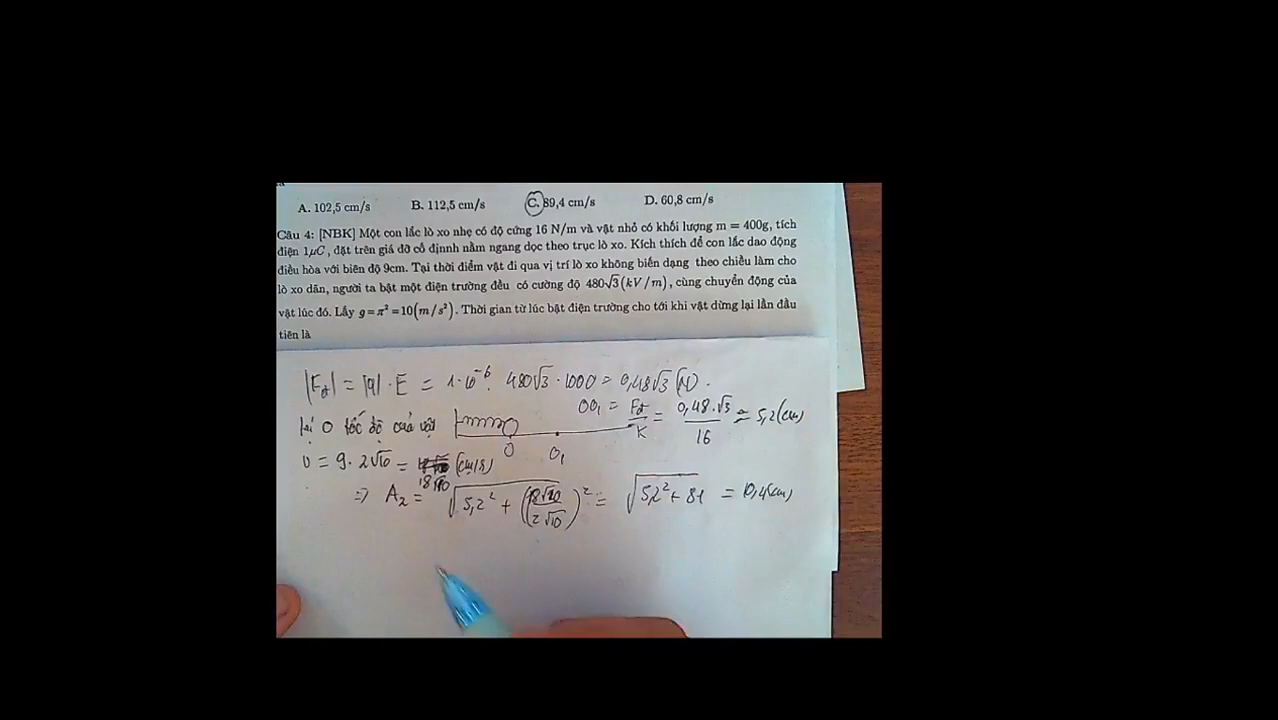 A. 102,5 cm/s B. 112,5 cm/s C. 89,4 cm/s D. 60,8 cm/s
Câu 4: [NBK] Một con lắc lò xo nhẹ có độ cứng 16 N/m và vật nhỏ có khối lượng m = 400g, tích
điện 1μC, đặt trên giá đỡ cố địnnh nằm ngang dọc theo trục lò xo. Kích thích để con lắc dao động
điều hòa với biên độ 9cm. Tại thời điểm vật đi qua vị trí lò xo không biến dạng theo chiều làm cho
lò xo dãn, người ta bật một điện trường đều có cường độ 480√3(kV/m), cùng chuyển động của
vật lúc đó. Lấy g = π² = 10(m/s²). Thời gian từ lúc bật điện trường cho tới khi vật dừng lại lần đầu
tiên là
|Fđ| = |q|.E = 1.10⁻⁶. 480√3.1000 = 0,48√3 (N).
OO₁ = Fđ/K = 0,48.√3/16 ≃ 5,2(cm)
Tại O tốc độ của vật
O O₁
v = 9.2√10 = 18√10 (cm/s)
⇒ A₂ = √(5,2² + (18√10/2√10)²) = √(5,2² + 81) = 10,4(cm)